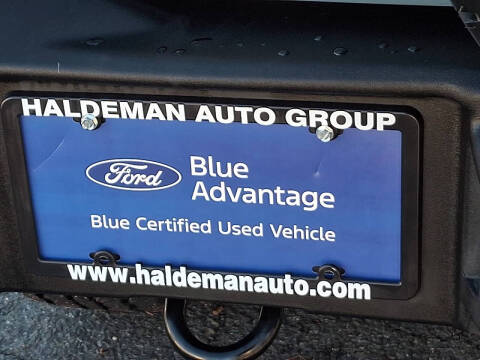 HALDEMAN AUTO GROUP
Ford
Blue
Advantage
Blue Certified Used Vehicle
www.haldemanauto.com